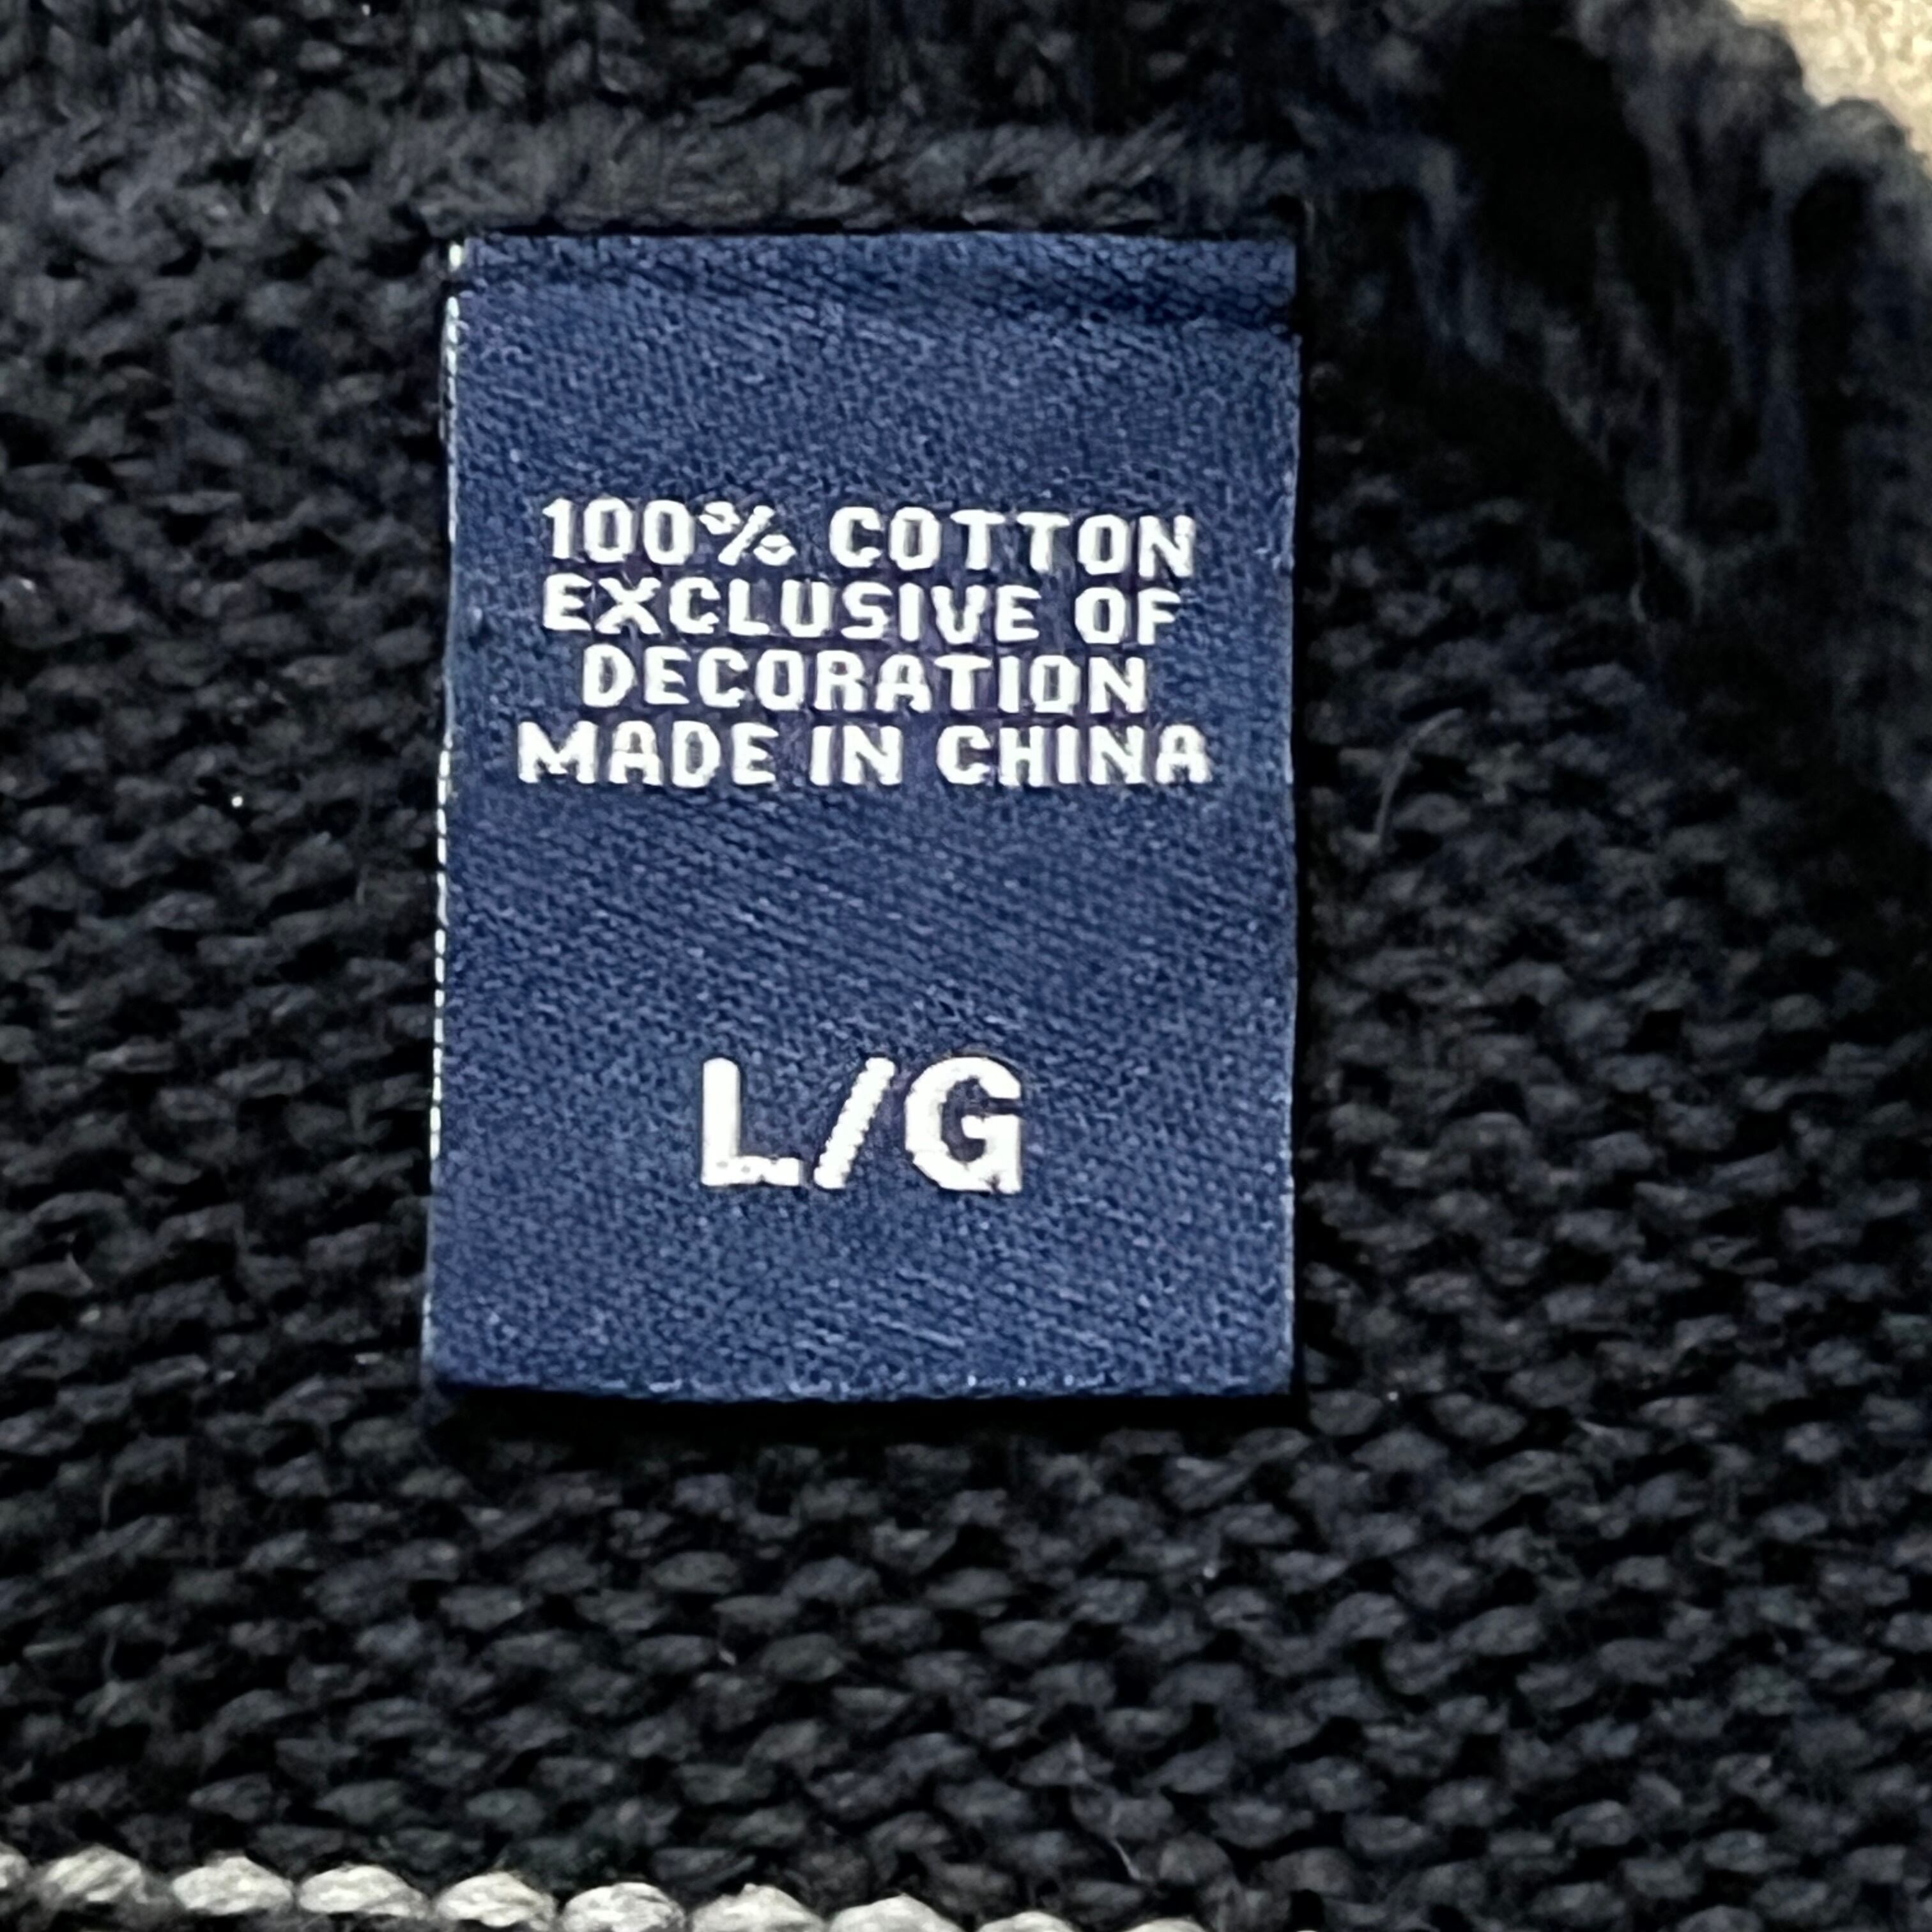 100% COTTON
EXCLUSIVE OF
DECORATION
MADE IN CHINA
L/G